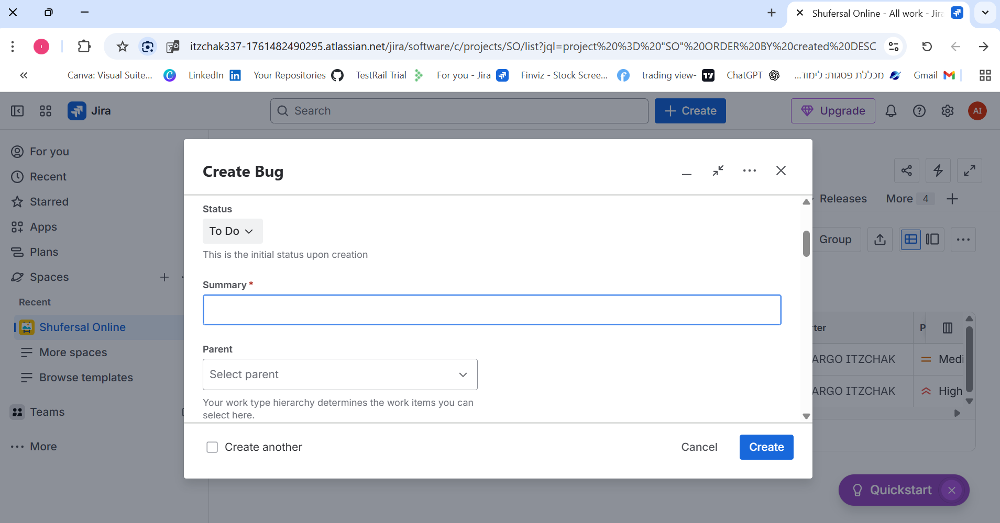 Shufersal Online - All work - Jira
itzchak337-1761482490295.atlassian.net/jira/software/c/projects/SO/list?jql=project%20%3D%20"SO"%20ORDER%20BY%20created%20DESC
Canva: Visual Suite... LinkedIn Your Repositories TestRail Trial For you - Jira Finviz - Stock Scree... trading view- ChatGPT מכללת פסגות: לימוד... Gmail
Jira
Search
Create
Upgrade
AI
For you
Recent
Starred
Apps
Plans
Spaces
Recent
Shufersal Online
More spaces
Browse templates
Teams
More
Create Bug
Status
To Do
This is the initial status upon creation
Summary *
Parent
Select parent
Your work type hierarchy determines the work items you can
select here.
Create another
Cancel
Create
Releases
More 4
Group
rter P
ARGO ITZCHAK Medi
ARGO ITZCHAK High
Quickstart